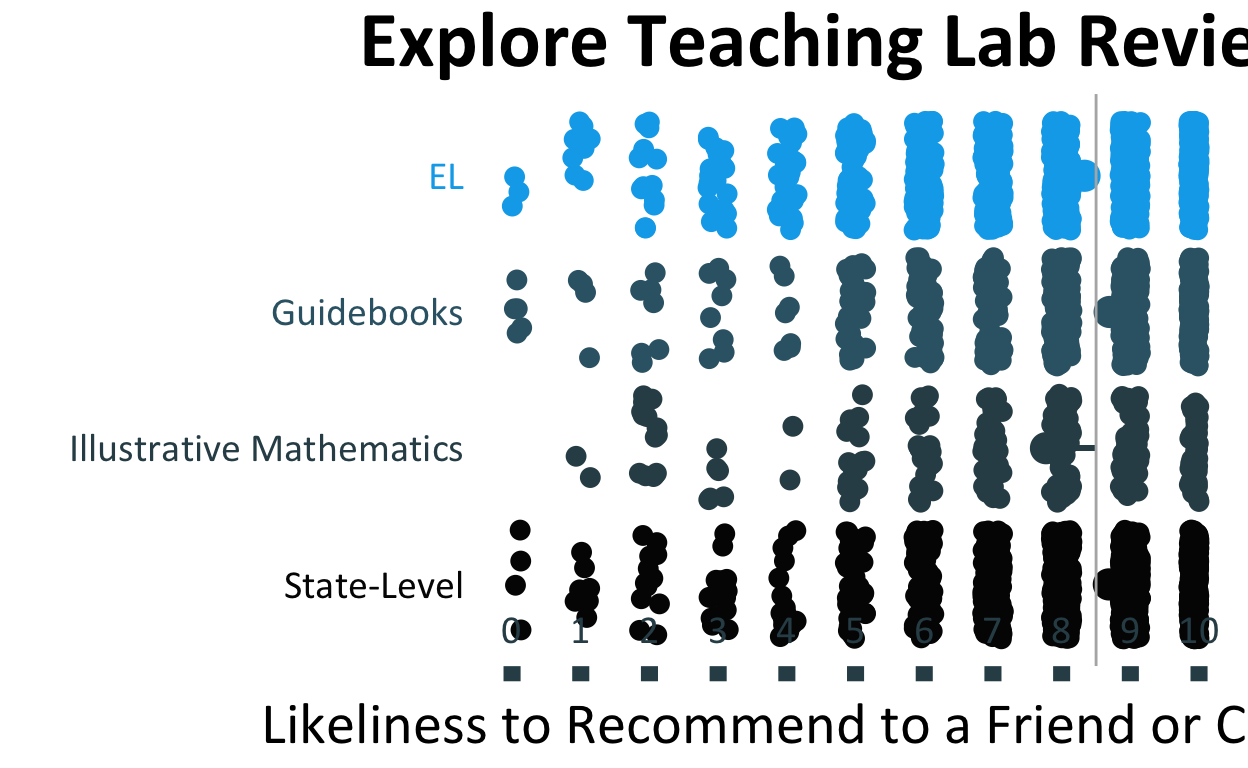 Explore Teaching Lab Revie
EL
Guidebooks
Illustrative Mathematics
State-Level
0 1 2 3 4 5 6 7 8 9 10
Likeliness to Recommend to a Friend or C